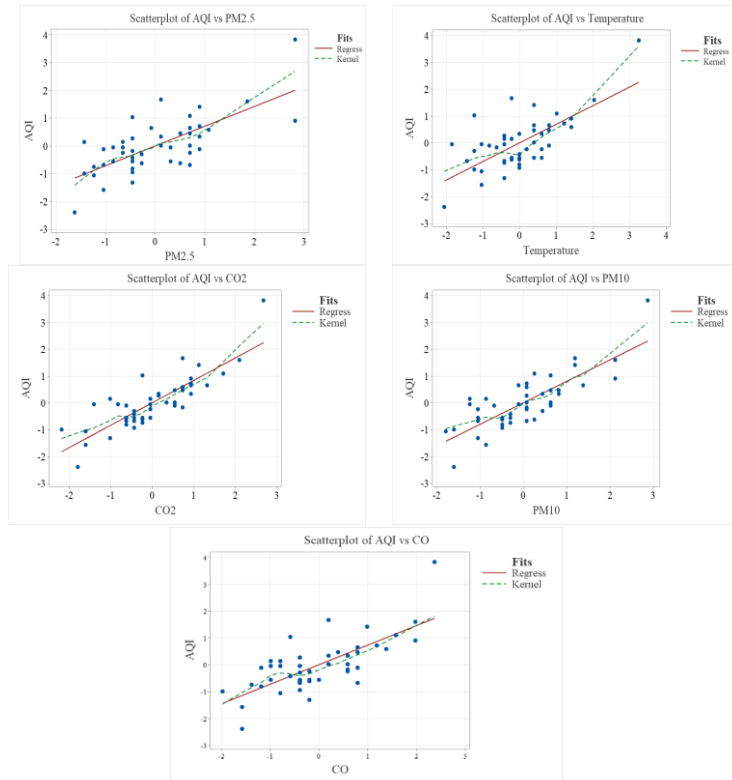 Scatterplot of AQI vs PM2.5
Fits
Regress
Kernel
4
3
2
1
0
-1
-2
-3
AQI
-2
-1
0
1
2
3
PM2.5
Scatterplot of AQI vs Temperature
Fits
Regress
Kernel
4
3
2
1
0
-1
-2
-3
AQI
-2
-1
0
1
2
3
4
Temperature
Scatterplot of AQI vs CO2
Fits
Regress
Kernel
4
3
2
1
0
-1
-2
-3
AQI
-2
-1
0
1
2
3
CO2
Scatterplot of AQI vs PM10
Fits
Regress
Kernel
4
3
2
1
0
-1
-2
-3
AQI
-2
-1
0
1
2
3
PM10
Scatterplot of AQI vs CO
Fits
Regress
Kernel
4
3
2
1
0
-1
-2
-3
AQI
-2
-1
0
1
2
3
CO